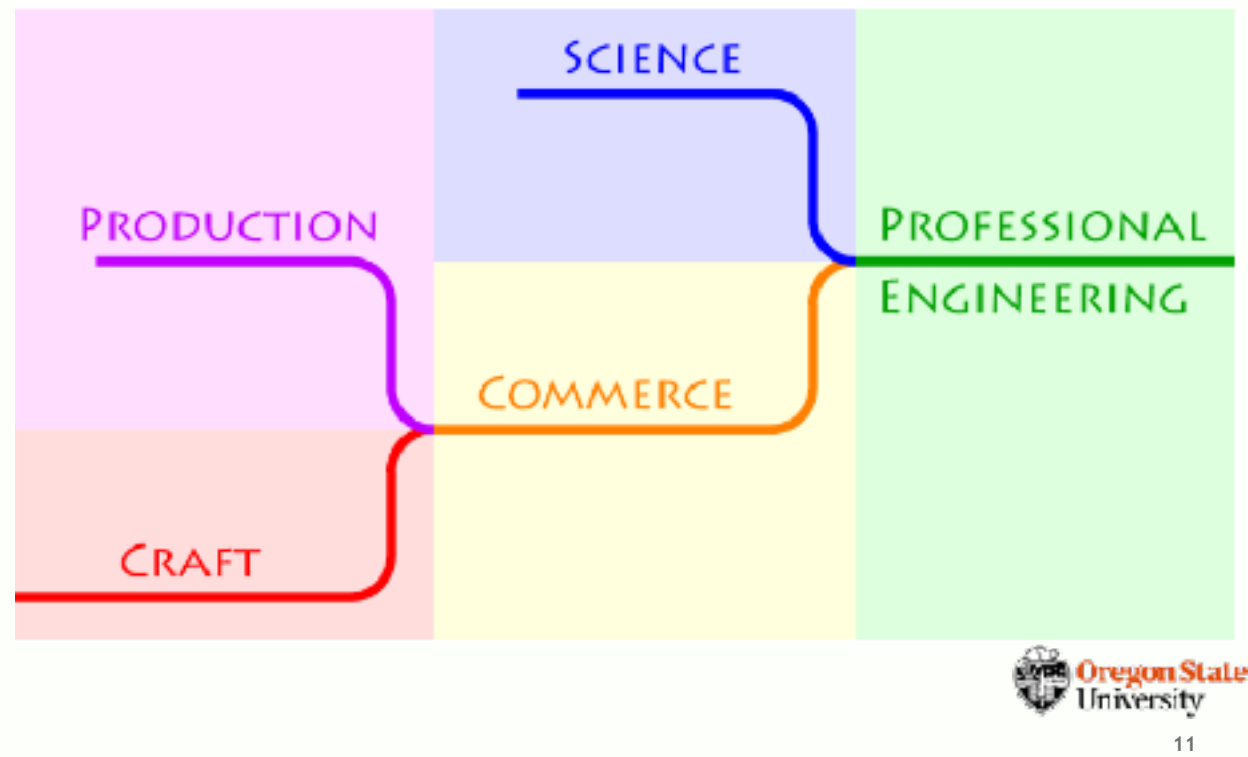 SCIENCE
PRODUCTION
PROFESSIONAL
ENGINEERING
COMMERCE
CRAFT
Oregon State
University
11